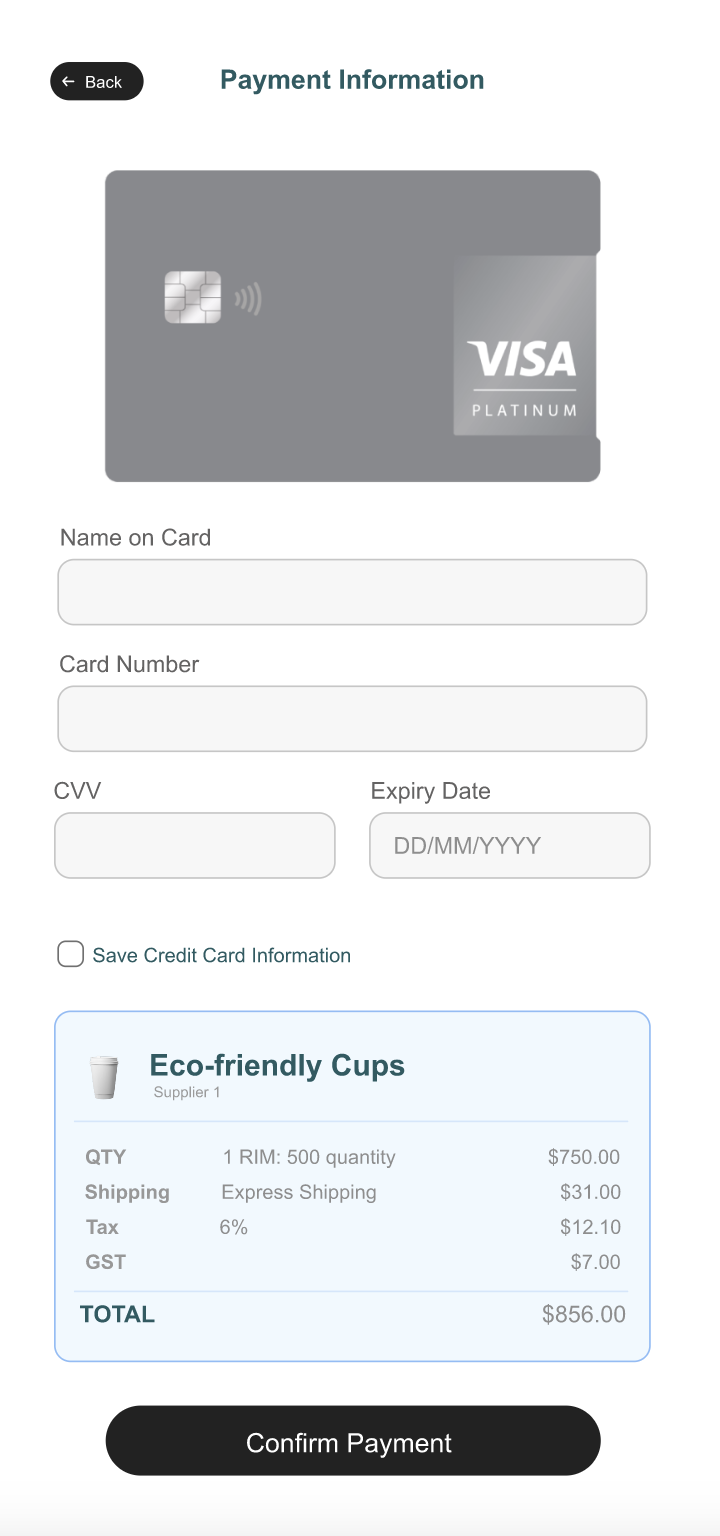 Back
Payment Information
VISA
PLATINUM
Name on Card
Card Number
CVV Expiry Date
DD/MM/YYYY
Save Credit Card Information
Eco-friendly Cups
Supplier 1
QTY 1 RIM: 500 quantity $750.00
Shipping Express Shipping $31.00
Tax 6% $12.10
GST $7.00
TOTAL $856.00
Confirm Payment